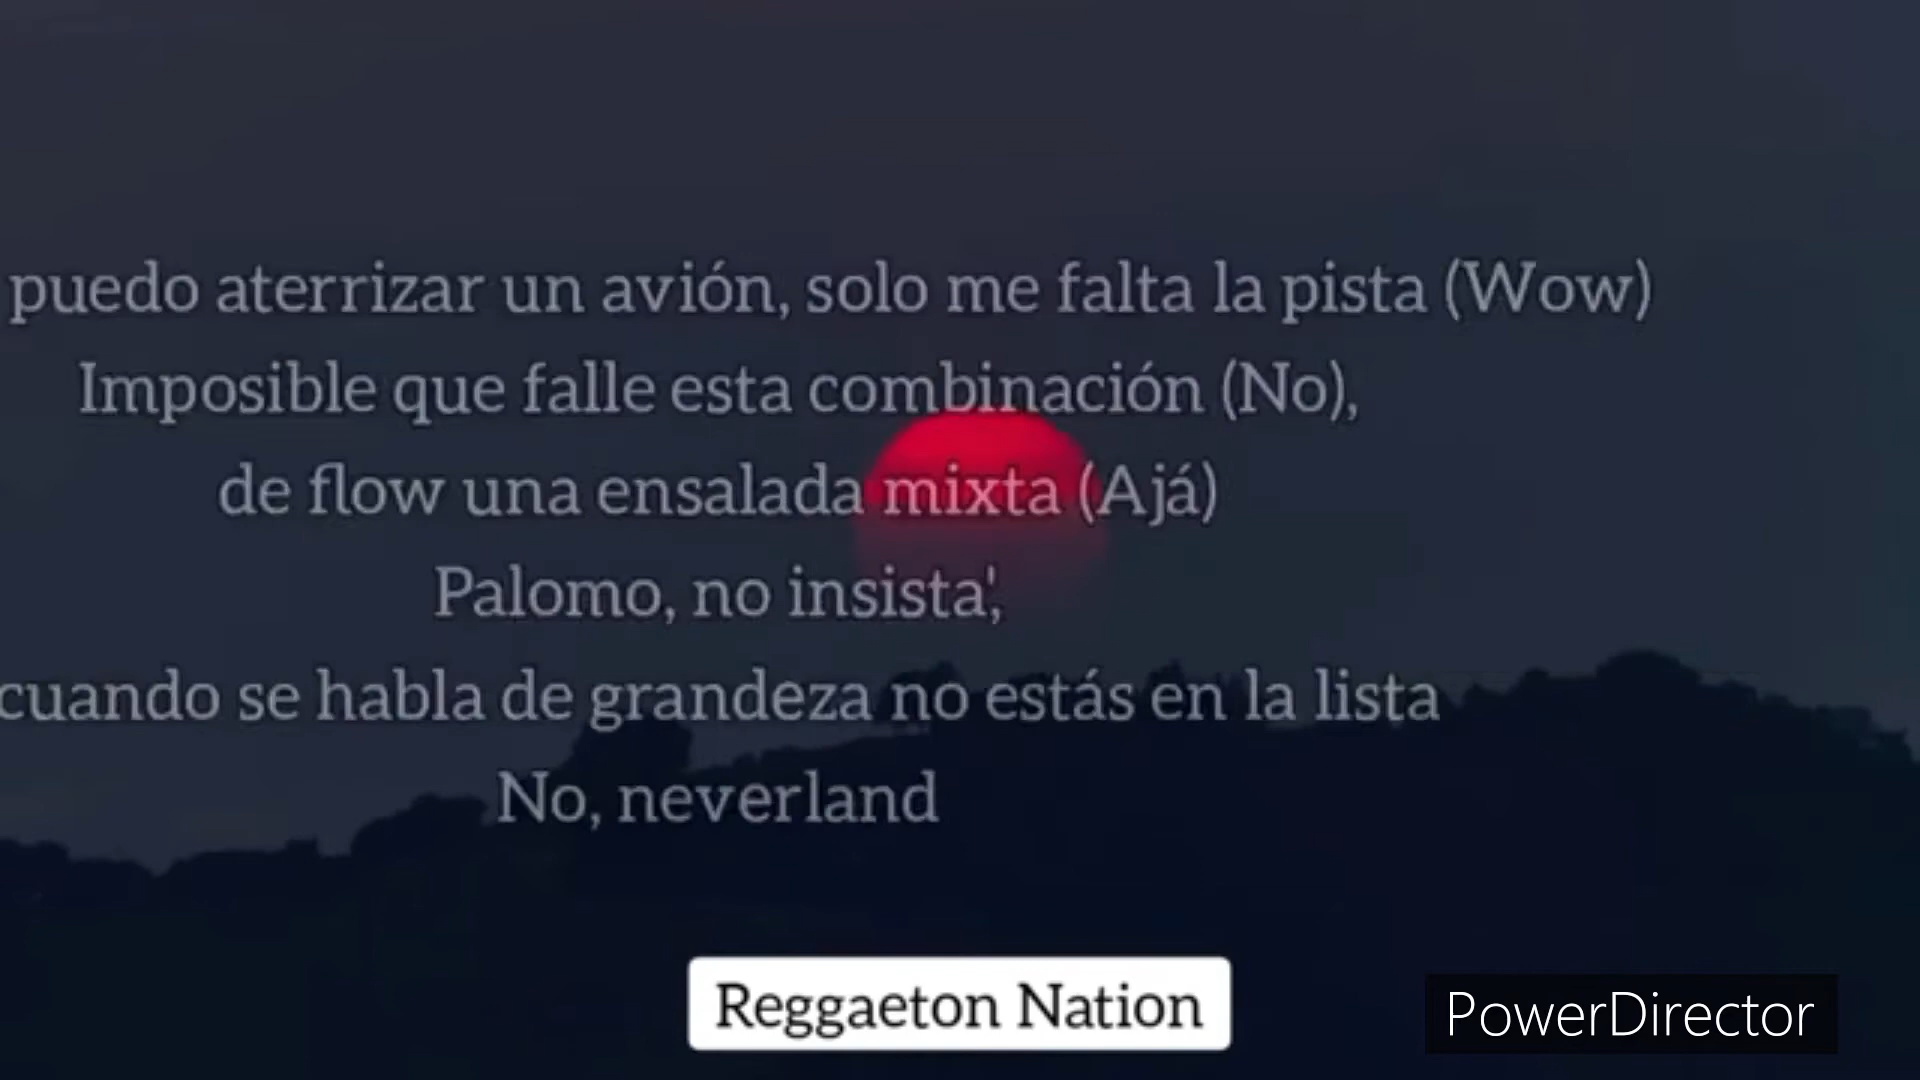 puedo aterrizar un avión, solo me falta la pista (Wow)
Imposible que falle esta combinación (No),
de flow una ensalada mixta (Ajá)
Palomo, no insista',
cuando se habla de grandeza no estás en la lista
No, neverland
Reggaeton Nation
PowerDirector